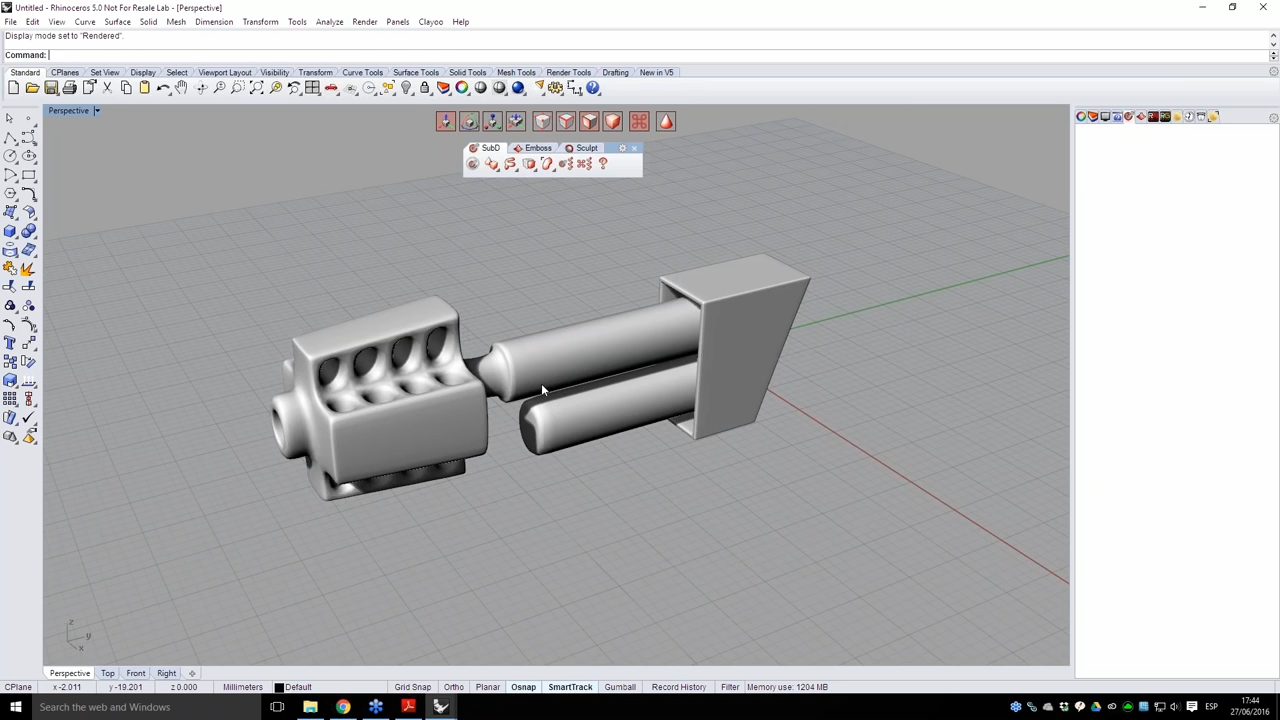 Untitled - Rhinoceros 5.0 Not For Resale Lab - [Perspective]
File Edit View Curve Surface Solid Mesh Dimension Transform Tools Analyze Render Panels Clayoo Help
Display mode set to "Rendered".
Command:
Standard CPlanes Set View Display Select Viewport Layout Visibility Transform Curve Tools Surface Tools Solid Tools Mesh Tools Render Tools Drafting New in V5
Perspective
SubD Emboss Sculpt
z
y
x
Perspective Top Front Right
CPlane x -2.011 y -19.201 z 0.000 Millimeters Default Grid Snap Ortho Planar Osnap SmartTrack Gumball Record History Filter Memory use: 1204 MB
Search the web and Windows
ESP
17:44
27/06/2016